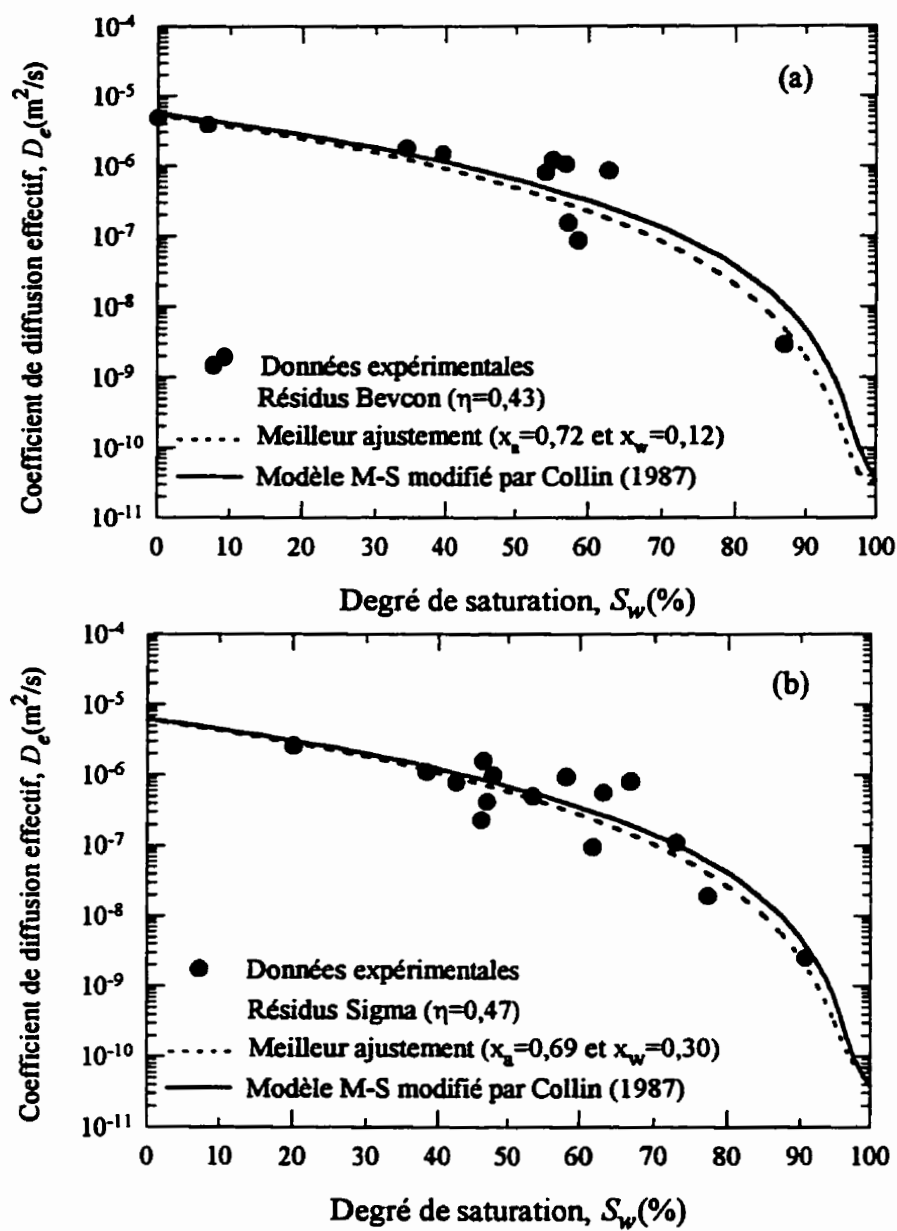 (a)
Coefficient de diffusion effectif, D_e(m²/s)
10⁻⁴
10⁻⁵
10⁻⁶
10⁻⁷
10⁻⁸
10⁻⁹
10⁻¹⁰
10⁻¹¹
Données expérimentales
Résidus Bevcon (η=0,43)
Meilleur ajustement (xₐ=0,72 et x_w=0,12)
Modèle M-S modifié par Collin (1987)
0 10 20 30 40 50 60 70 80 90 100
Degré de saturation, S_w(%)
(b)
Coefficient de diffusion effectif, D_e(m²/s)
10⁻⁴
10⁻⁵
10⁻⁶
10⁻⁷
10⁻⁸
10⁻⁹
10⁻¹⁰
10⁻¹¹
Données expérimentales
Résidus Sigma (η=0,47)
Meilleur ajustement (xₐ=0,69 et x_w=0,30)
Modèle M-S modifié par Collin (1987)
0 10 20 30 40 50 60 70 80 90 100
Degré de saturation, S_w(%)